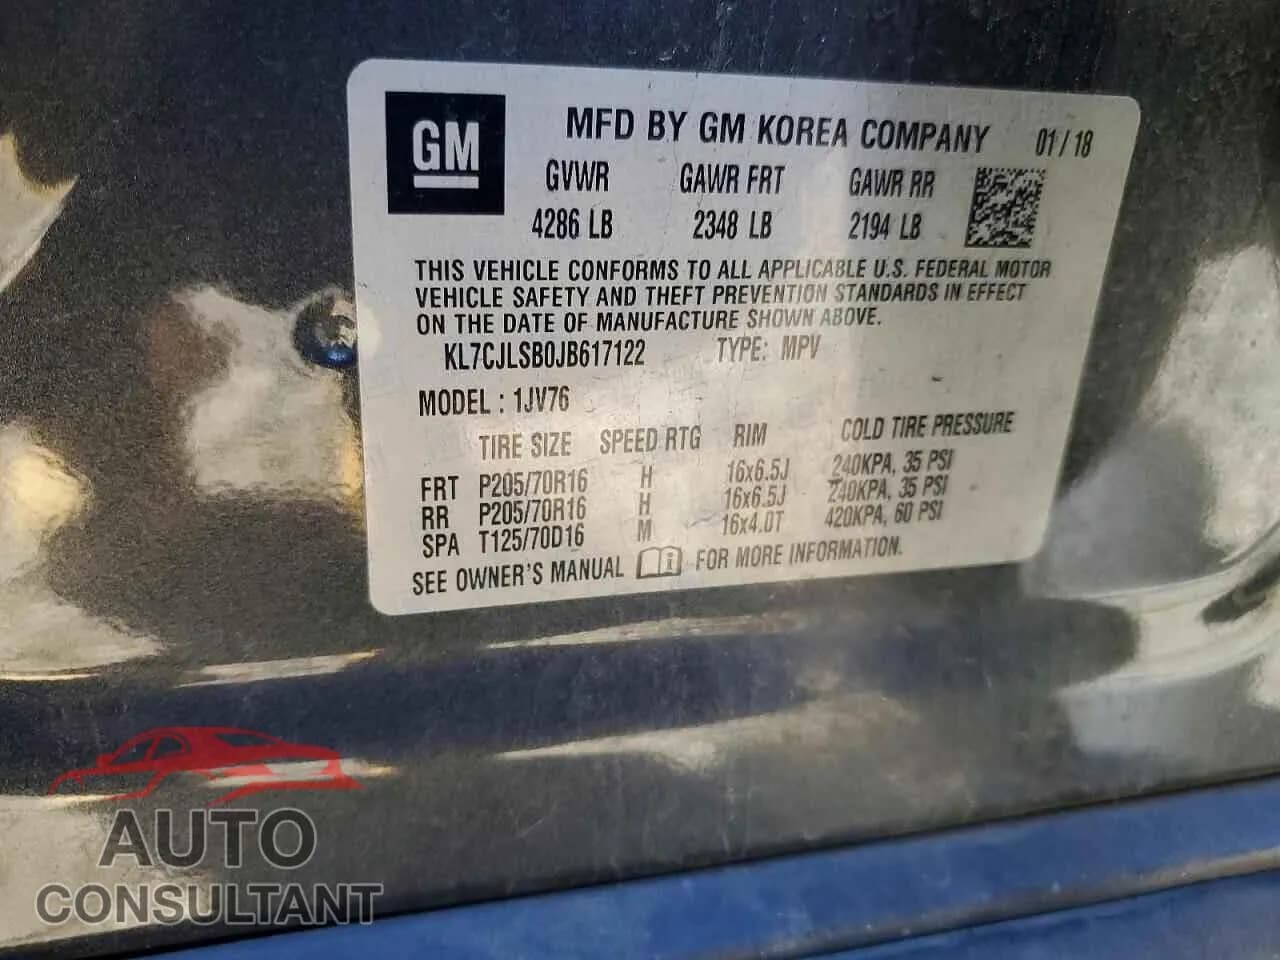 GM
MFD BY GM KOREA COMPANY 01/18
GVWR GAWR FRT GAWR RR
4286 LB 2348 LB 2194 LB
THIS VEHICLE CONFORMS TO ALL APPLICABLE U.S. FEDERAL MOTOR
VEHICLE SAFETY AND THEFT PREVENTION STANDARDS IN EFFECT
ON THE DATE OF MANUFACTURE SHOWN ABOVE.
KL7CJLSB0JB617122 TYPE: MPV
MODEL : 1JV76
TIRE SIZE SPEED RTG RIM COLD TIRE PRESSURE
FRT P205/70R16 H 16x6.5J 240KPA, 35 PSI
RR P205/70R16 H 16x6.5J 240KPA, 35 PSI
SPA T125/70D16 M 16x4.0T 420KPA, 60 PSI
SEE OWNER'S MANUAL i FOR MORE INFORMATION.
AUTO
CONSULTANT